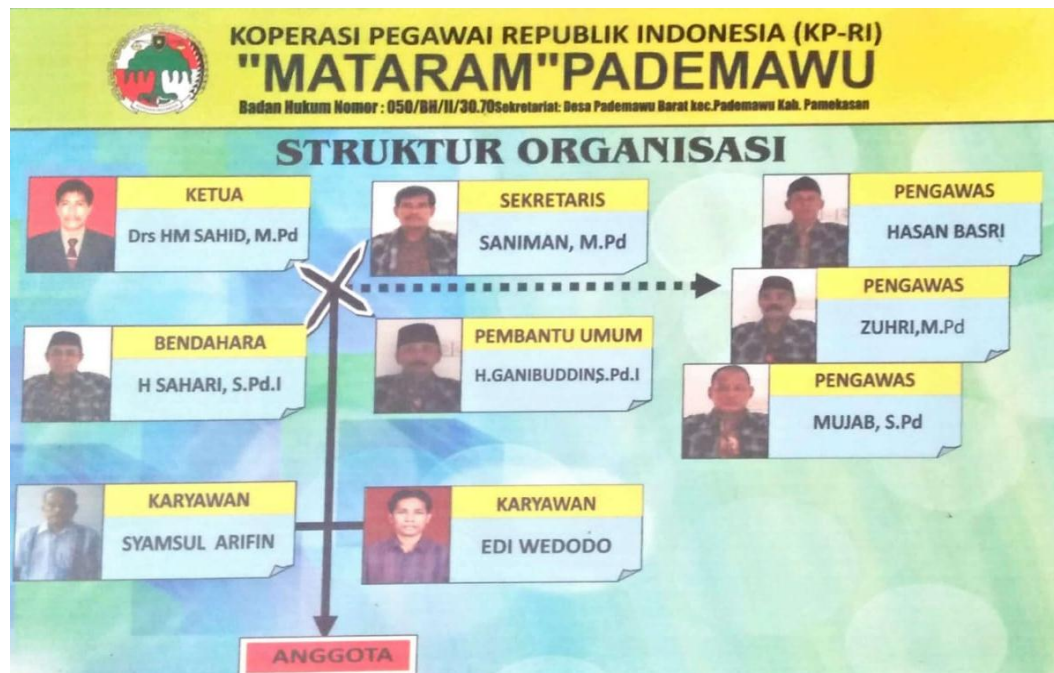 KOPERASI PEGAWAI REPUBLIK INDONESIA (KP-RI)
"MATARAM"PADEMAWU
Badan Hukum Nomor : 050/BH/II/30.70Sekretariat: Desa Pademawu Barat kec.Pademawu Kab. Pamekasan
STRUKTUR ORGANISASI
KETUA
Drs HM SAHID, M.Pd
SEKRETARIS
SANIMAN, M.Pd
PENGAWAS
HASAN BASRI
PENGAWAS
ZUHRI,M.Pd
PENGAWAS
MUJAB, S.Pd
BENDAHARA
H SAHARI, S.Pd.I
PEMBANTU UMUM
H.GANIBUDDINS.Pd.I
KARYAWAN
SYAMSUL ARIFIN
KARYAWAN
EDI WEDODO
ANGGOTA